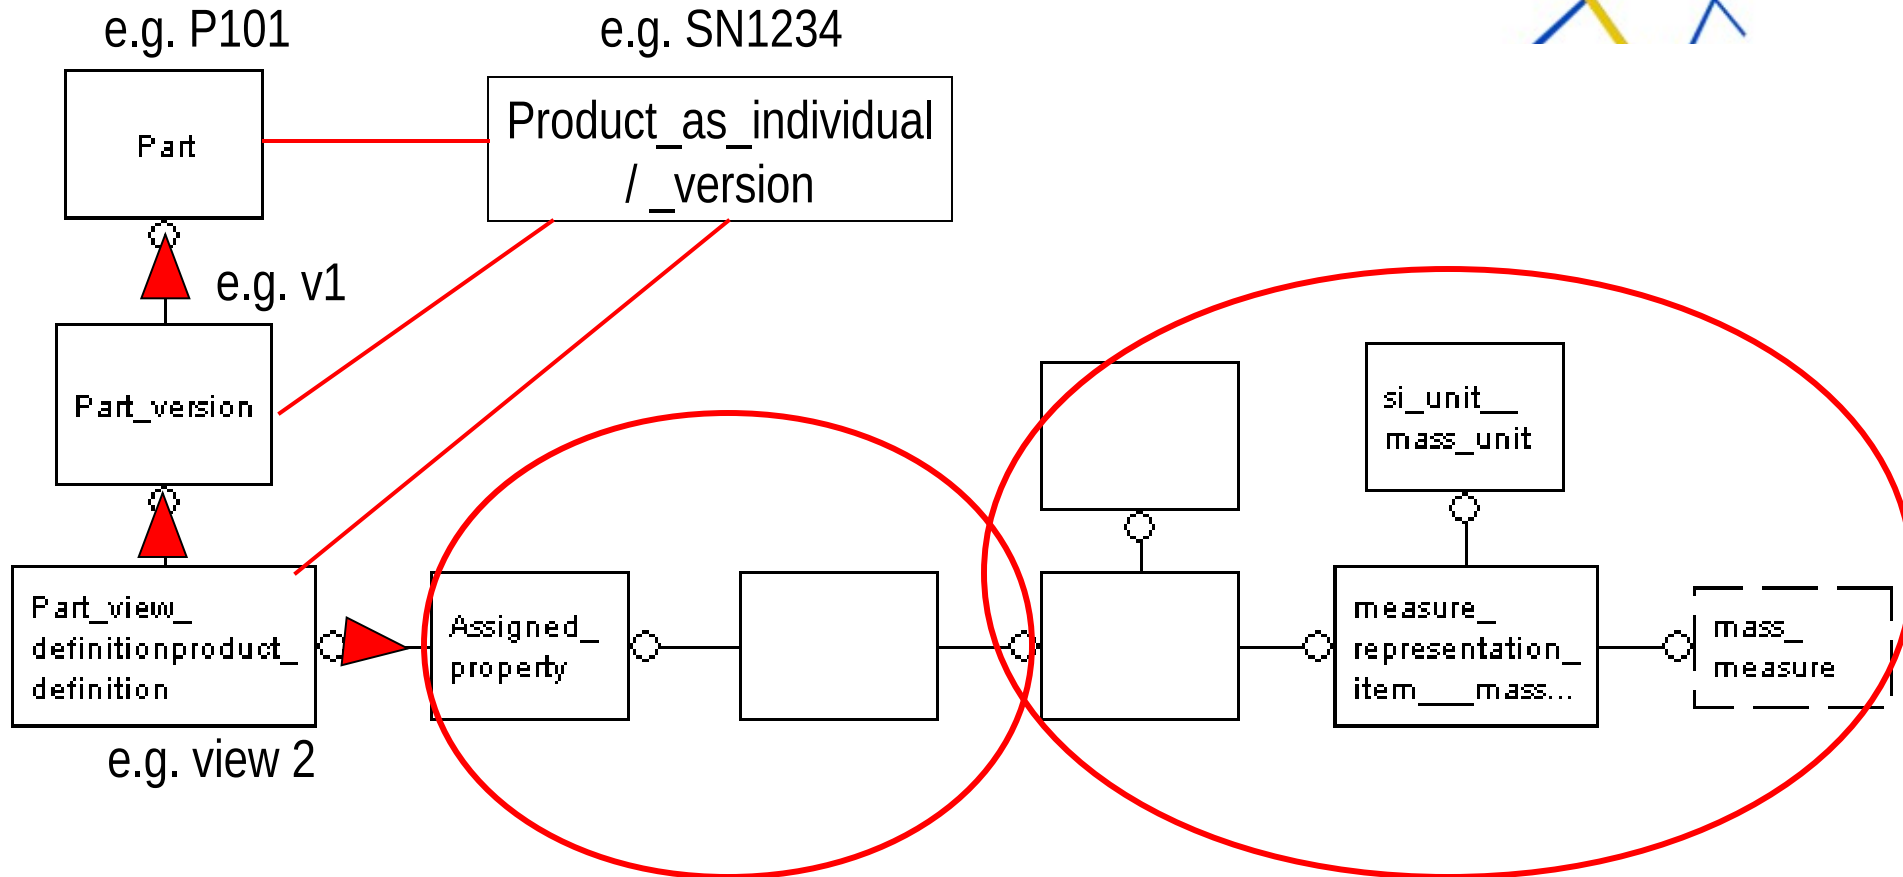 e.g. P101
e.g. SN1234
Part
Product_as_individual
/ _version
e.g. v1
Part_version
si_unit__
mass_unit
Part_view_
definitionproduct_
definition
Assigned_
property
measure_
representation_
item___mass...
mass_
measure
e.g. view 2